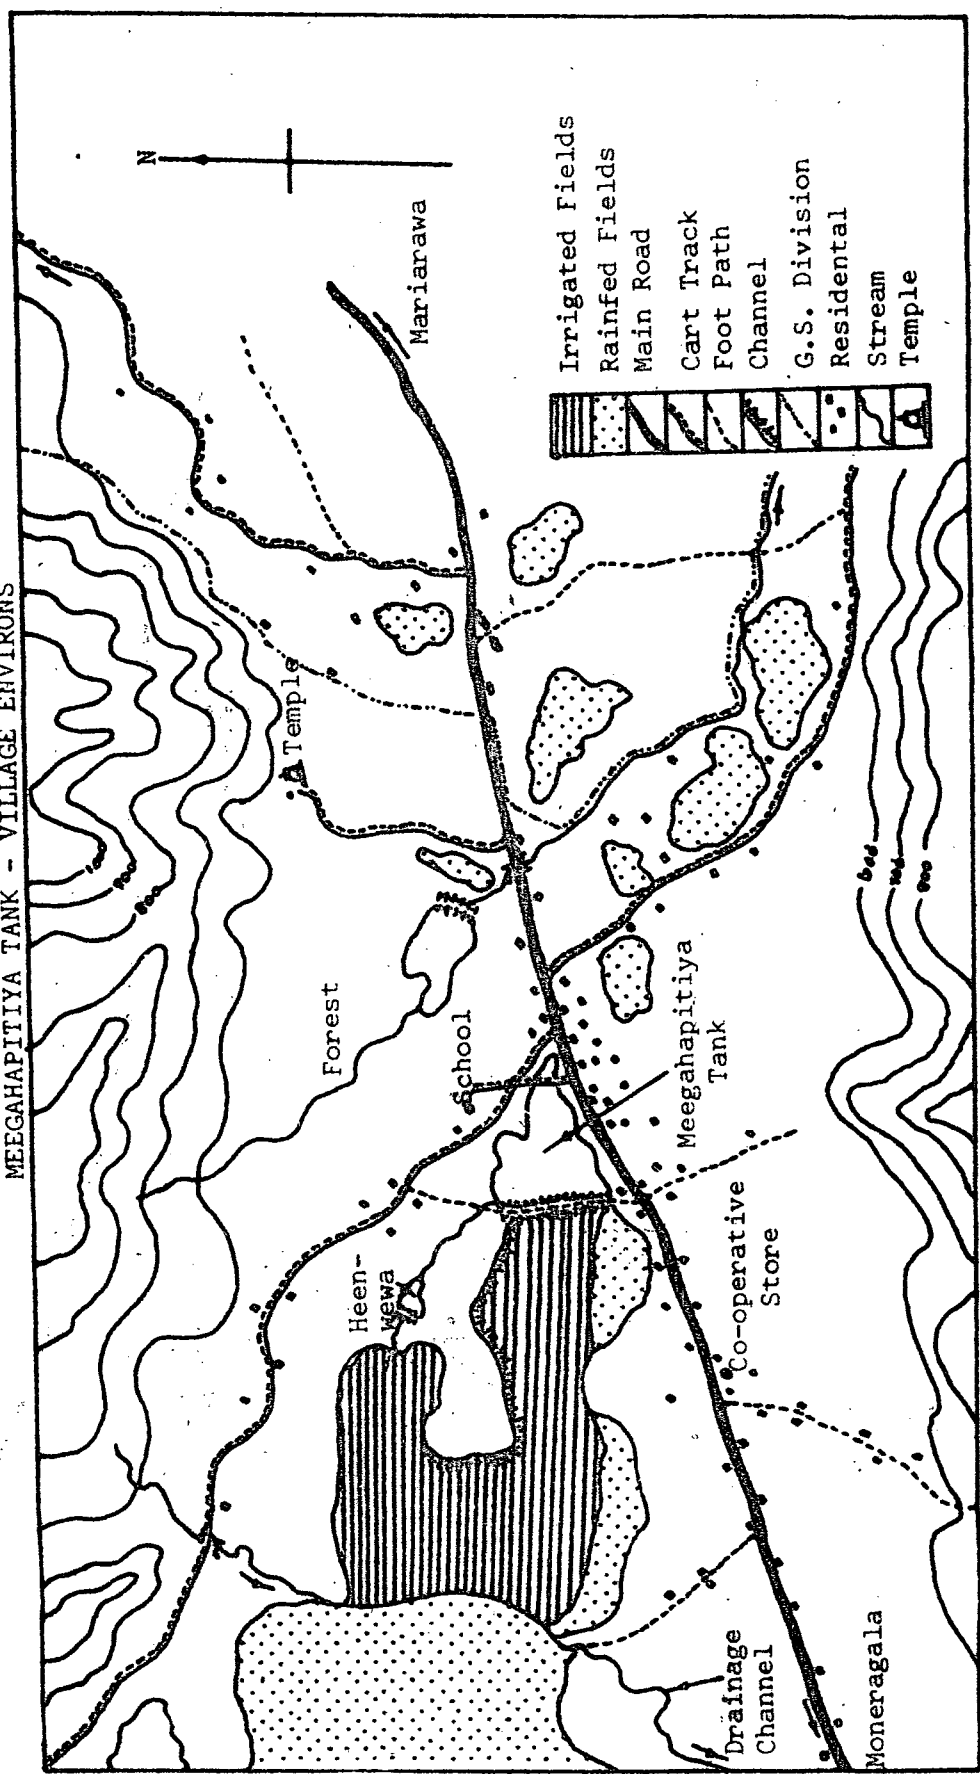 MEEGAHAPITIYA TANK - VILLAGE ENVIRONS
N
Temple
Mariarawa
Forest
School
Heen-
Wewa
Meegahapitiya
Tank
Co-operative
Store
Drainage
Channel
Moneragala
800
Irrigated Fields
Rainfed Fields
Main Road
Cart Track
Foot Path
Channel
G.S. Division
Residental
Stream
Temple